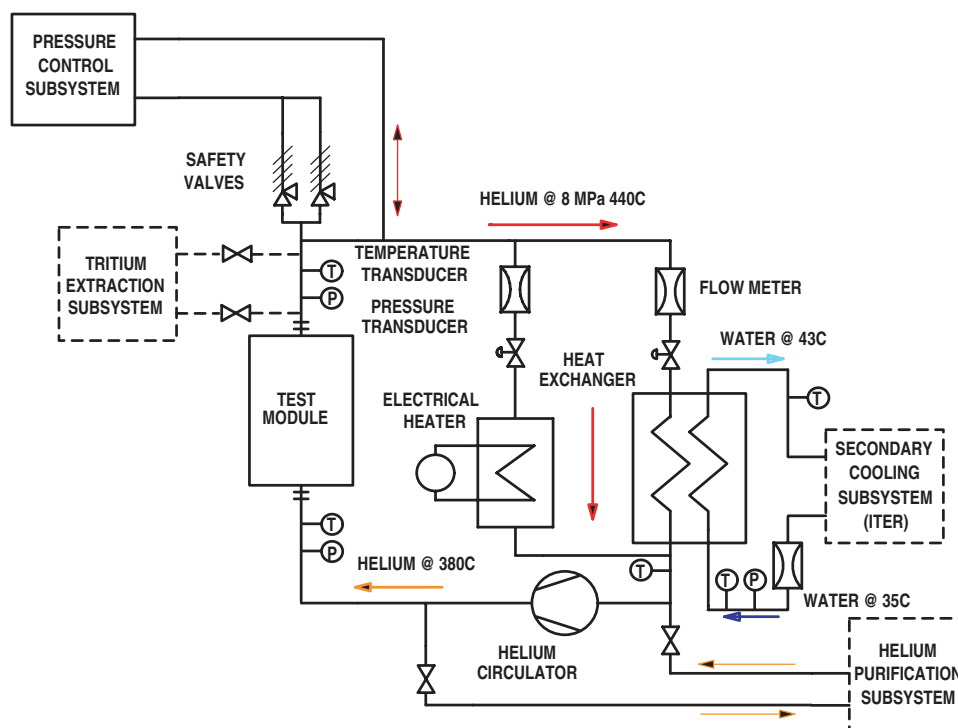 PRESSURE
CONTROL
SUBSYSTEM
SAFETY
VALVES
HELIUM @ 8 MPa 440C
TRITIUM
EXTRACTION
SUBSYSTEM
T
P
TEMPERATURE
TRANSDUCER
PRESSURE
TRANSDUCER
FLOW METER
WATER @ 43C
HEAT
EXCHANGER
TEST
MODULE
ELECTRICAL
HEATER
T
SECONDARY
COOLING
SUBSYSTEM
(ITER)
T
P
HELIUM @ 380C
T
T
P
WATER @ 35C
HELIUM
CIRCULATOR
HELIUM
PURIFICATION
SUBSYSTEM